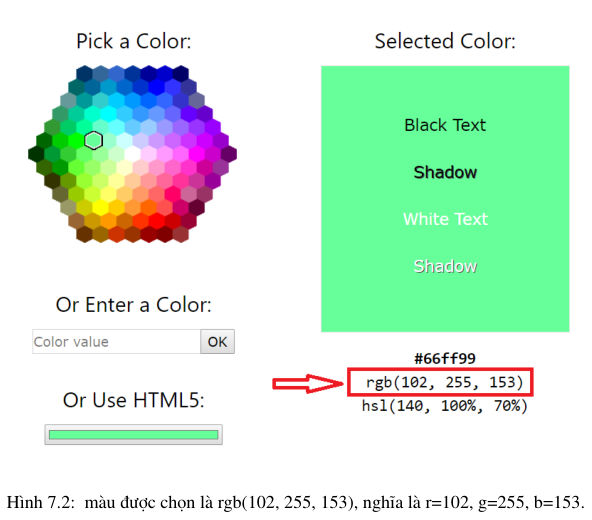 Pick a Color:
Or Enter a Color:
Color value OK
Or Use HTML5:
Selected Color:
Black Text
Shadow
White Text
Shadow
#66ff99
rgb(102, 255, 153)
hsl(140, 100%, 70%)
Hình 7.2: màu được chọn là rgb(102, 255, 153), nghĩa là r=102, g=255, b=153.